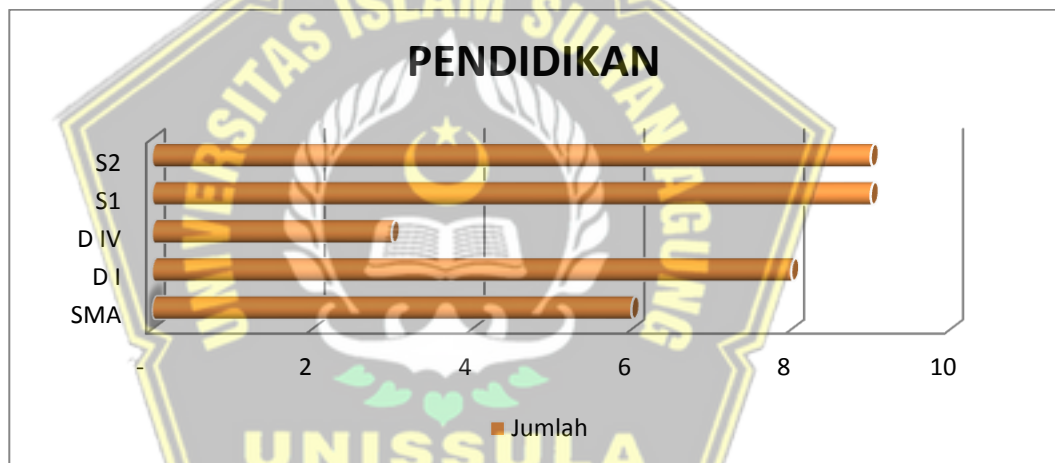 UNIVERSITAS ISLAM SULTAN AGUNG
PENDIDIKAN
S2
S1
D IV
D I
SMA
- 2 4 6 8 10
Jumlah
UNISSULA